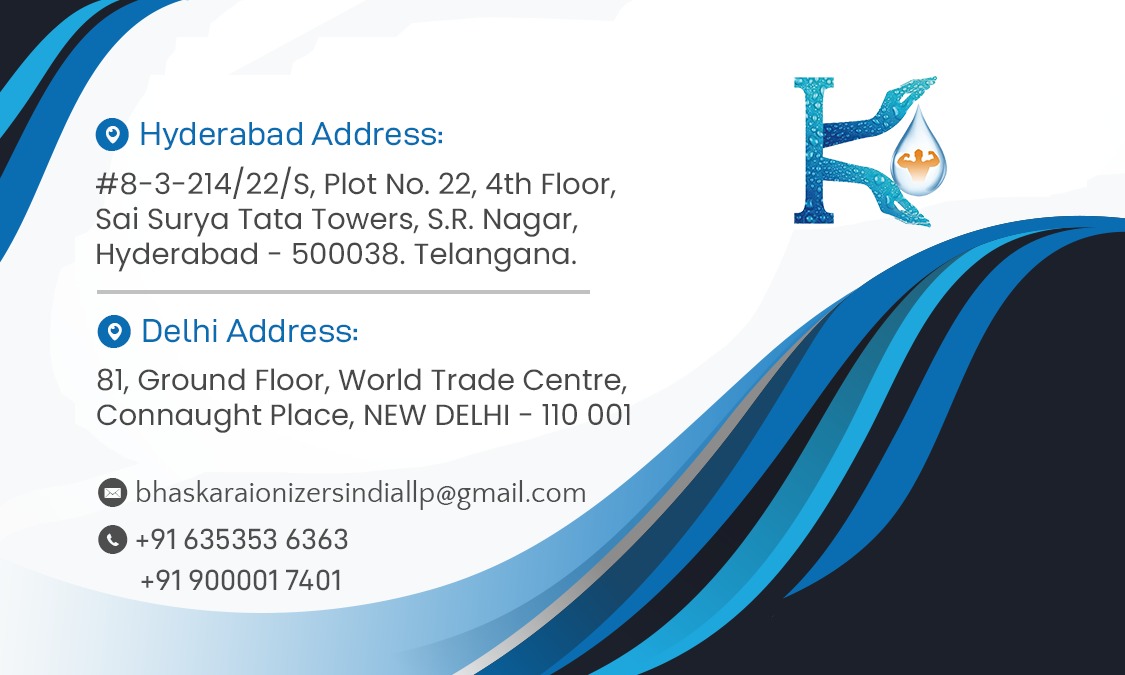 Hyderabad Address:
#8-3-214/22/S, Plot No. 22, 4th Floor,
Sai Surya Tata Towers, S.R. Nagar,
Hyderabad - 500038. Telangana.
Delhi Address:
81, Ground Floor, World Trade Centre,
Connaught Place, NEW DELHI - 110 001
bhaskaraionizersindiallp@gmail.com
+91 635353 6363
+91 900001 7401
K